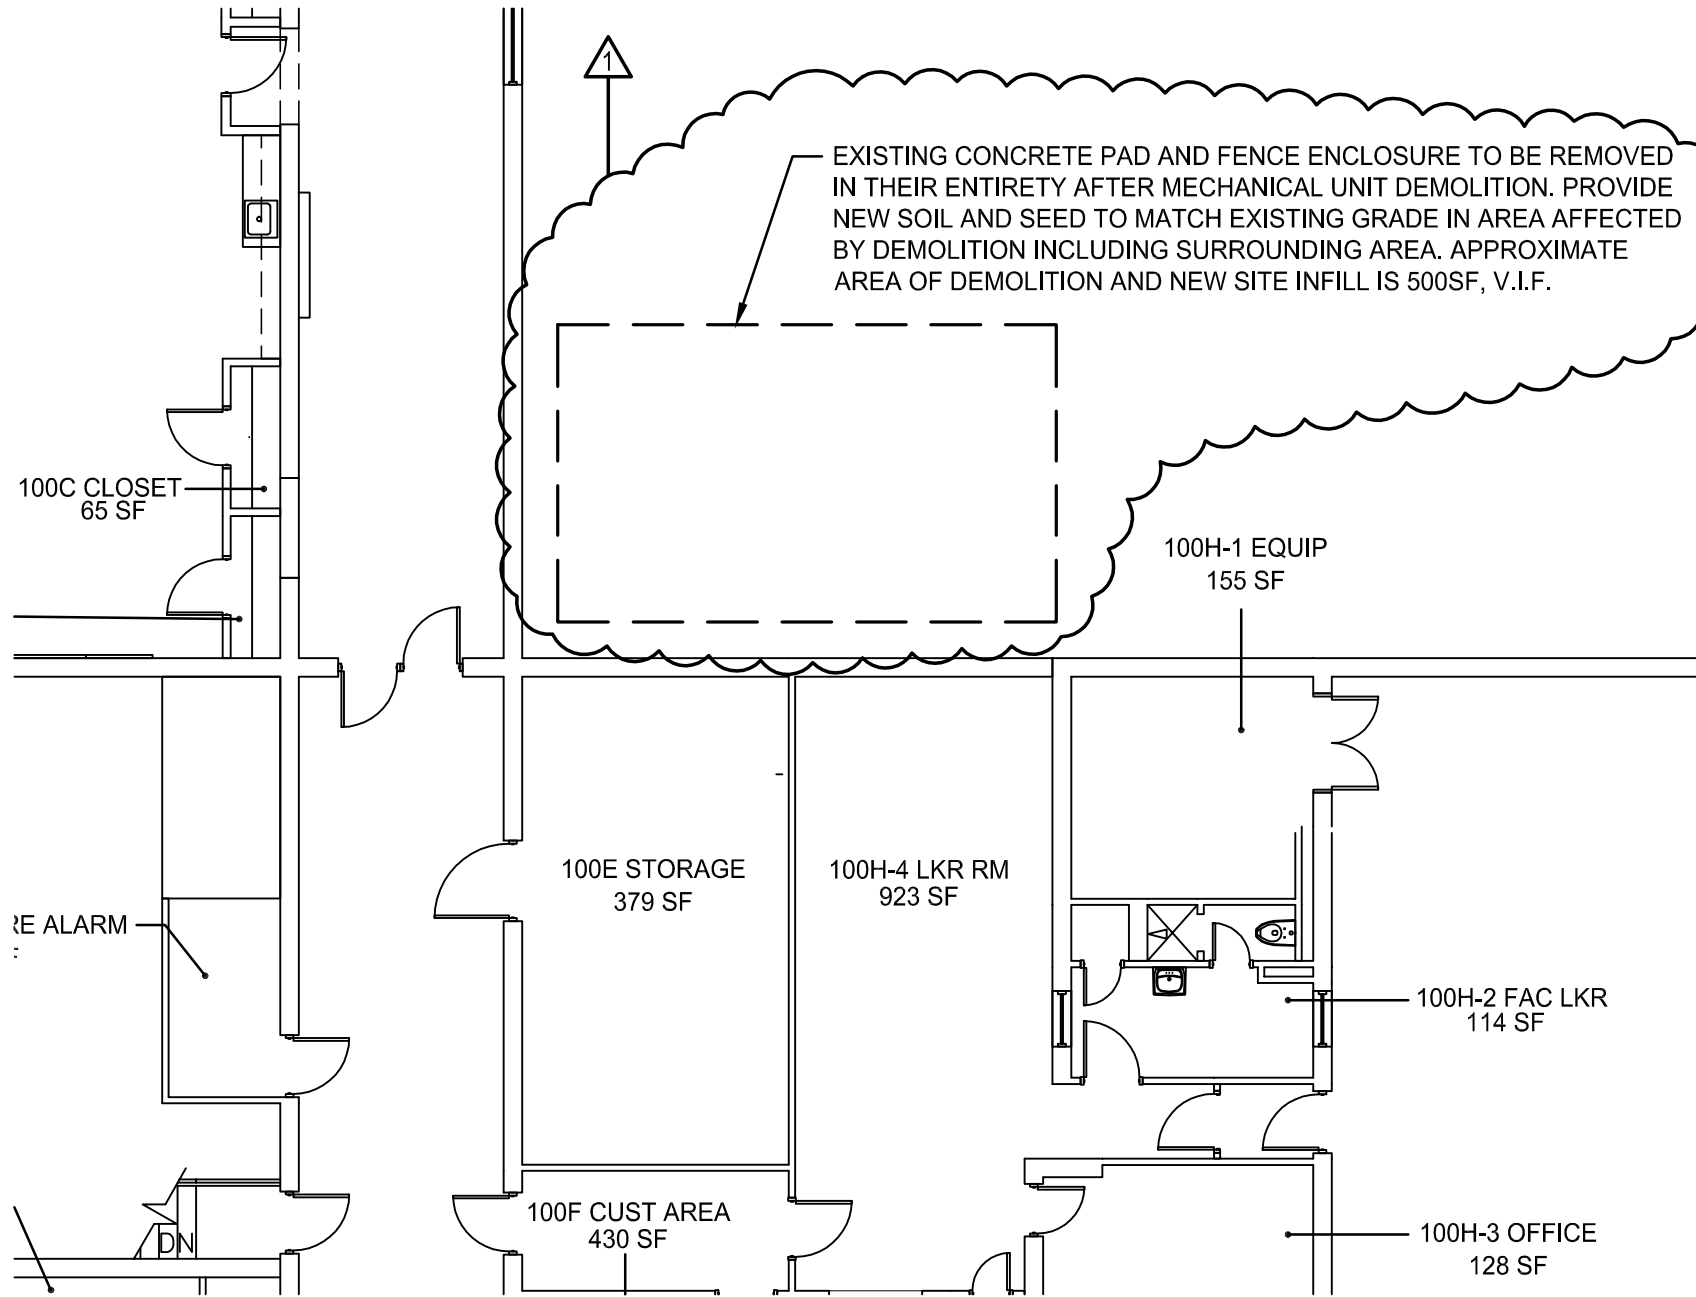 1
EXISTING CONCRETE PAD AND FENCE ENCLOSURE TO BE REMOVED
IN THEIR ENTIRETY AFTER MECHANICAL UNIT DEMOLITION. PROVIDE
NEW SOIL AND SEED TO MATCH EXISTING GRADE IN AREA AFFECTED
BY DEMOLITION INCLUDING SURROUNDING AREA. APPROXIMATE
AREA OF DEMOLITION AND NEW SITE INFILL IS 500SF, V.I.F.
100C CLOSET
65 SF
100H-1 EQUIP
155 SF
100E STORAGE
379 SF
100H-4 LKR RM
923 SF
RE ALARM
100H-2 FAC LKR
114 SF
100F CUST AREA
430 SF
DN
100H-3 OFFICE
128 SF